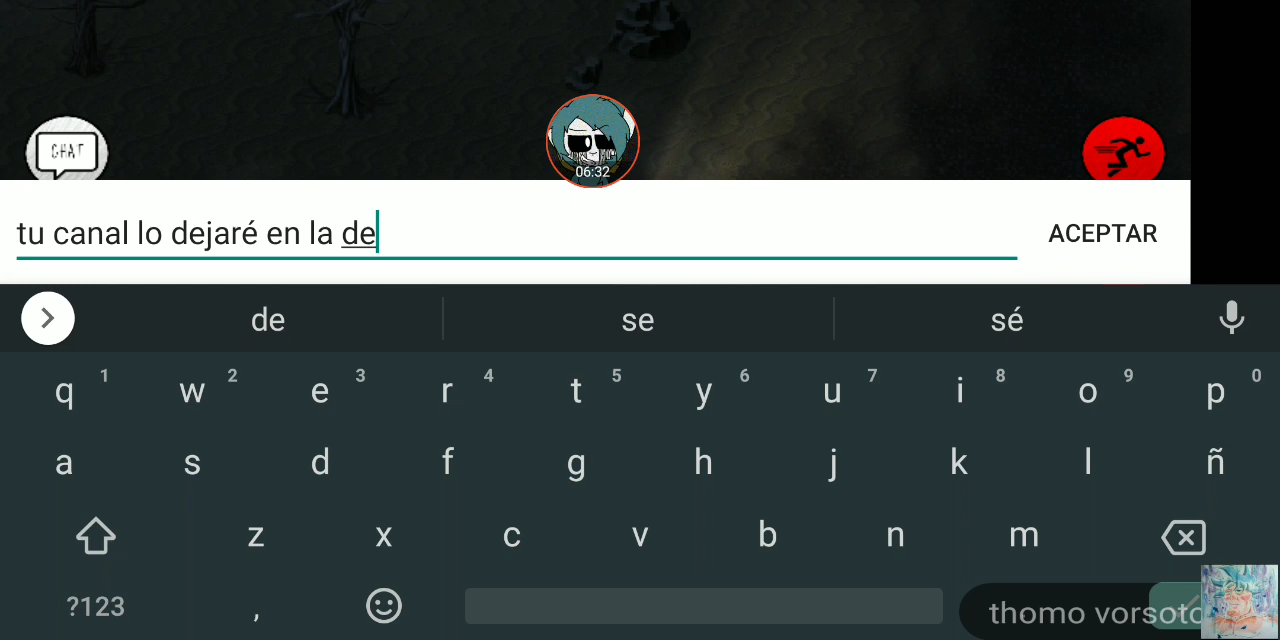 CHAT
06:32
tu canal lo dejaré en la de
ACEPTAR
de se sé
q 1 w 2 e 3 r 4 t 5 y 6 u 7 i 8 o 9 p 0
a s d f g h j k l ñ
z x c v b n m
?123 ,
thomo vorsoto